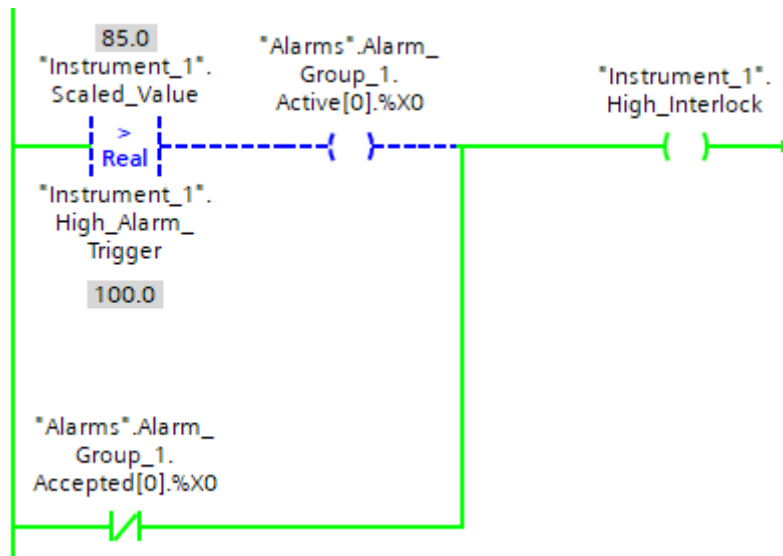 85.0
"Instrument_1".
Scaled_Value
>
Real
"Instrument_1".
High_Alarm_
Trigger
100.0
"Alarms".Alarm_
Group_1.
Active[0].%X0
"Instrument_1".
High_Interlock
"Alarms".Alarm_
Group_1.
Accepted[0].%X0